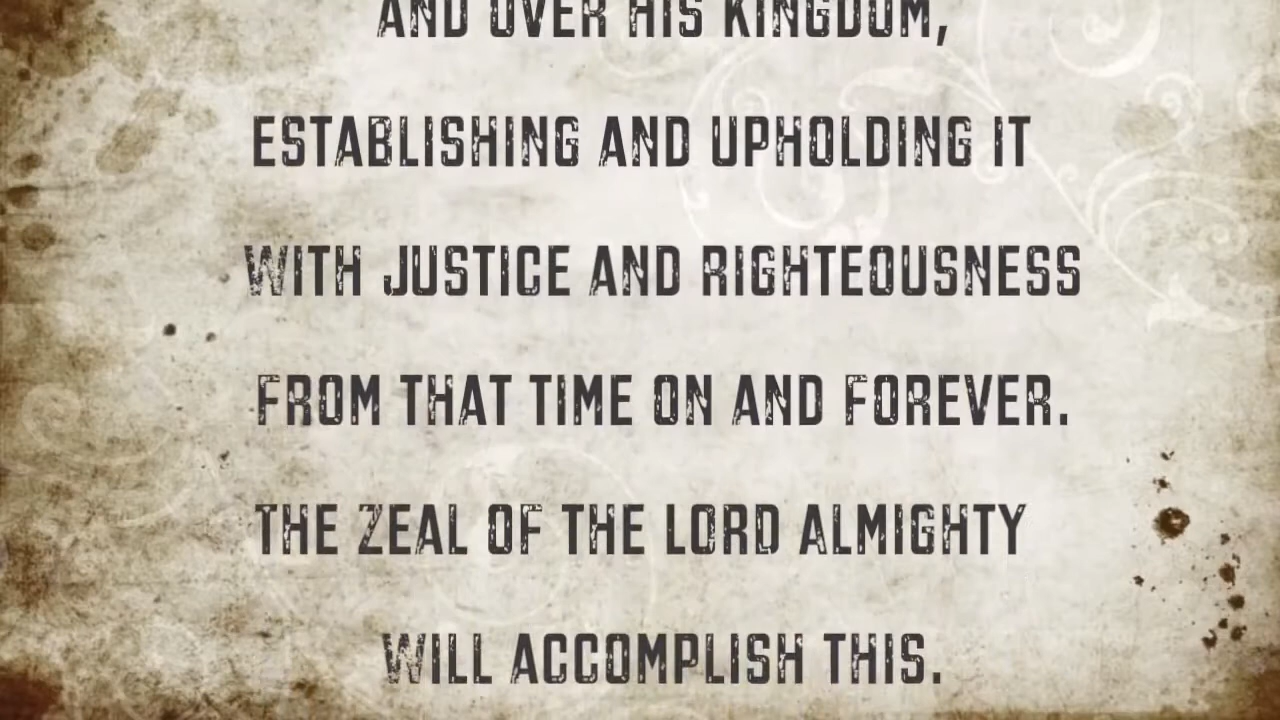 AND OVER HIS KINGDOM,
ESTABLISHING AND UPHOLDING IT
WITH JUSTICE AND RIGHTEOUSNESS
FROM THAT TIME ON AND FOREVER.
THE ZEAL OF THE LORD ALMIGHTY
WILL ACCOMPLISH THIS.